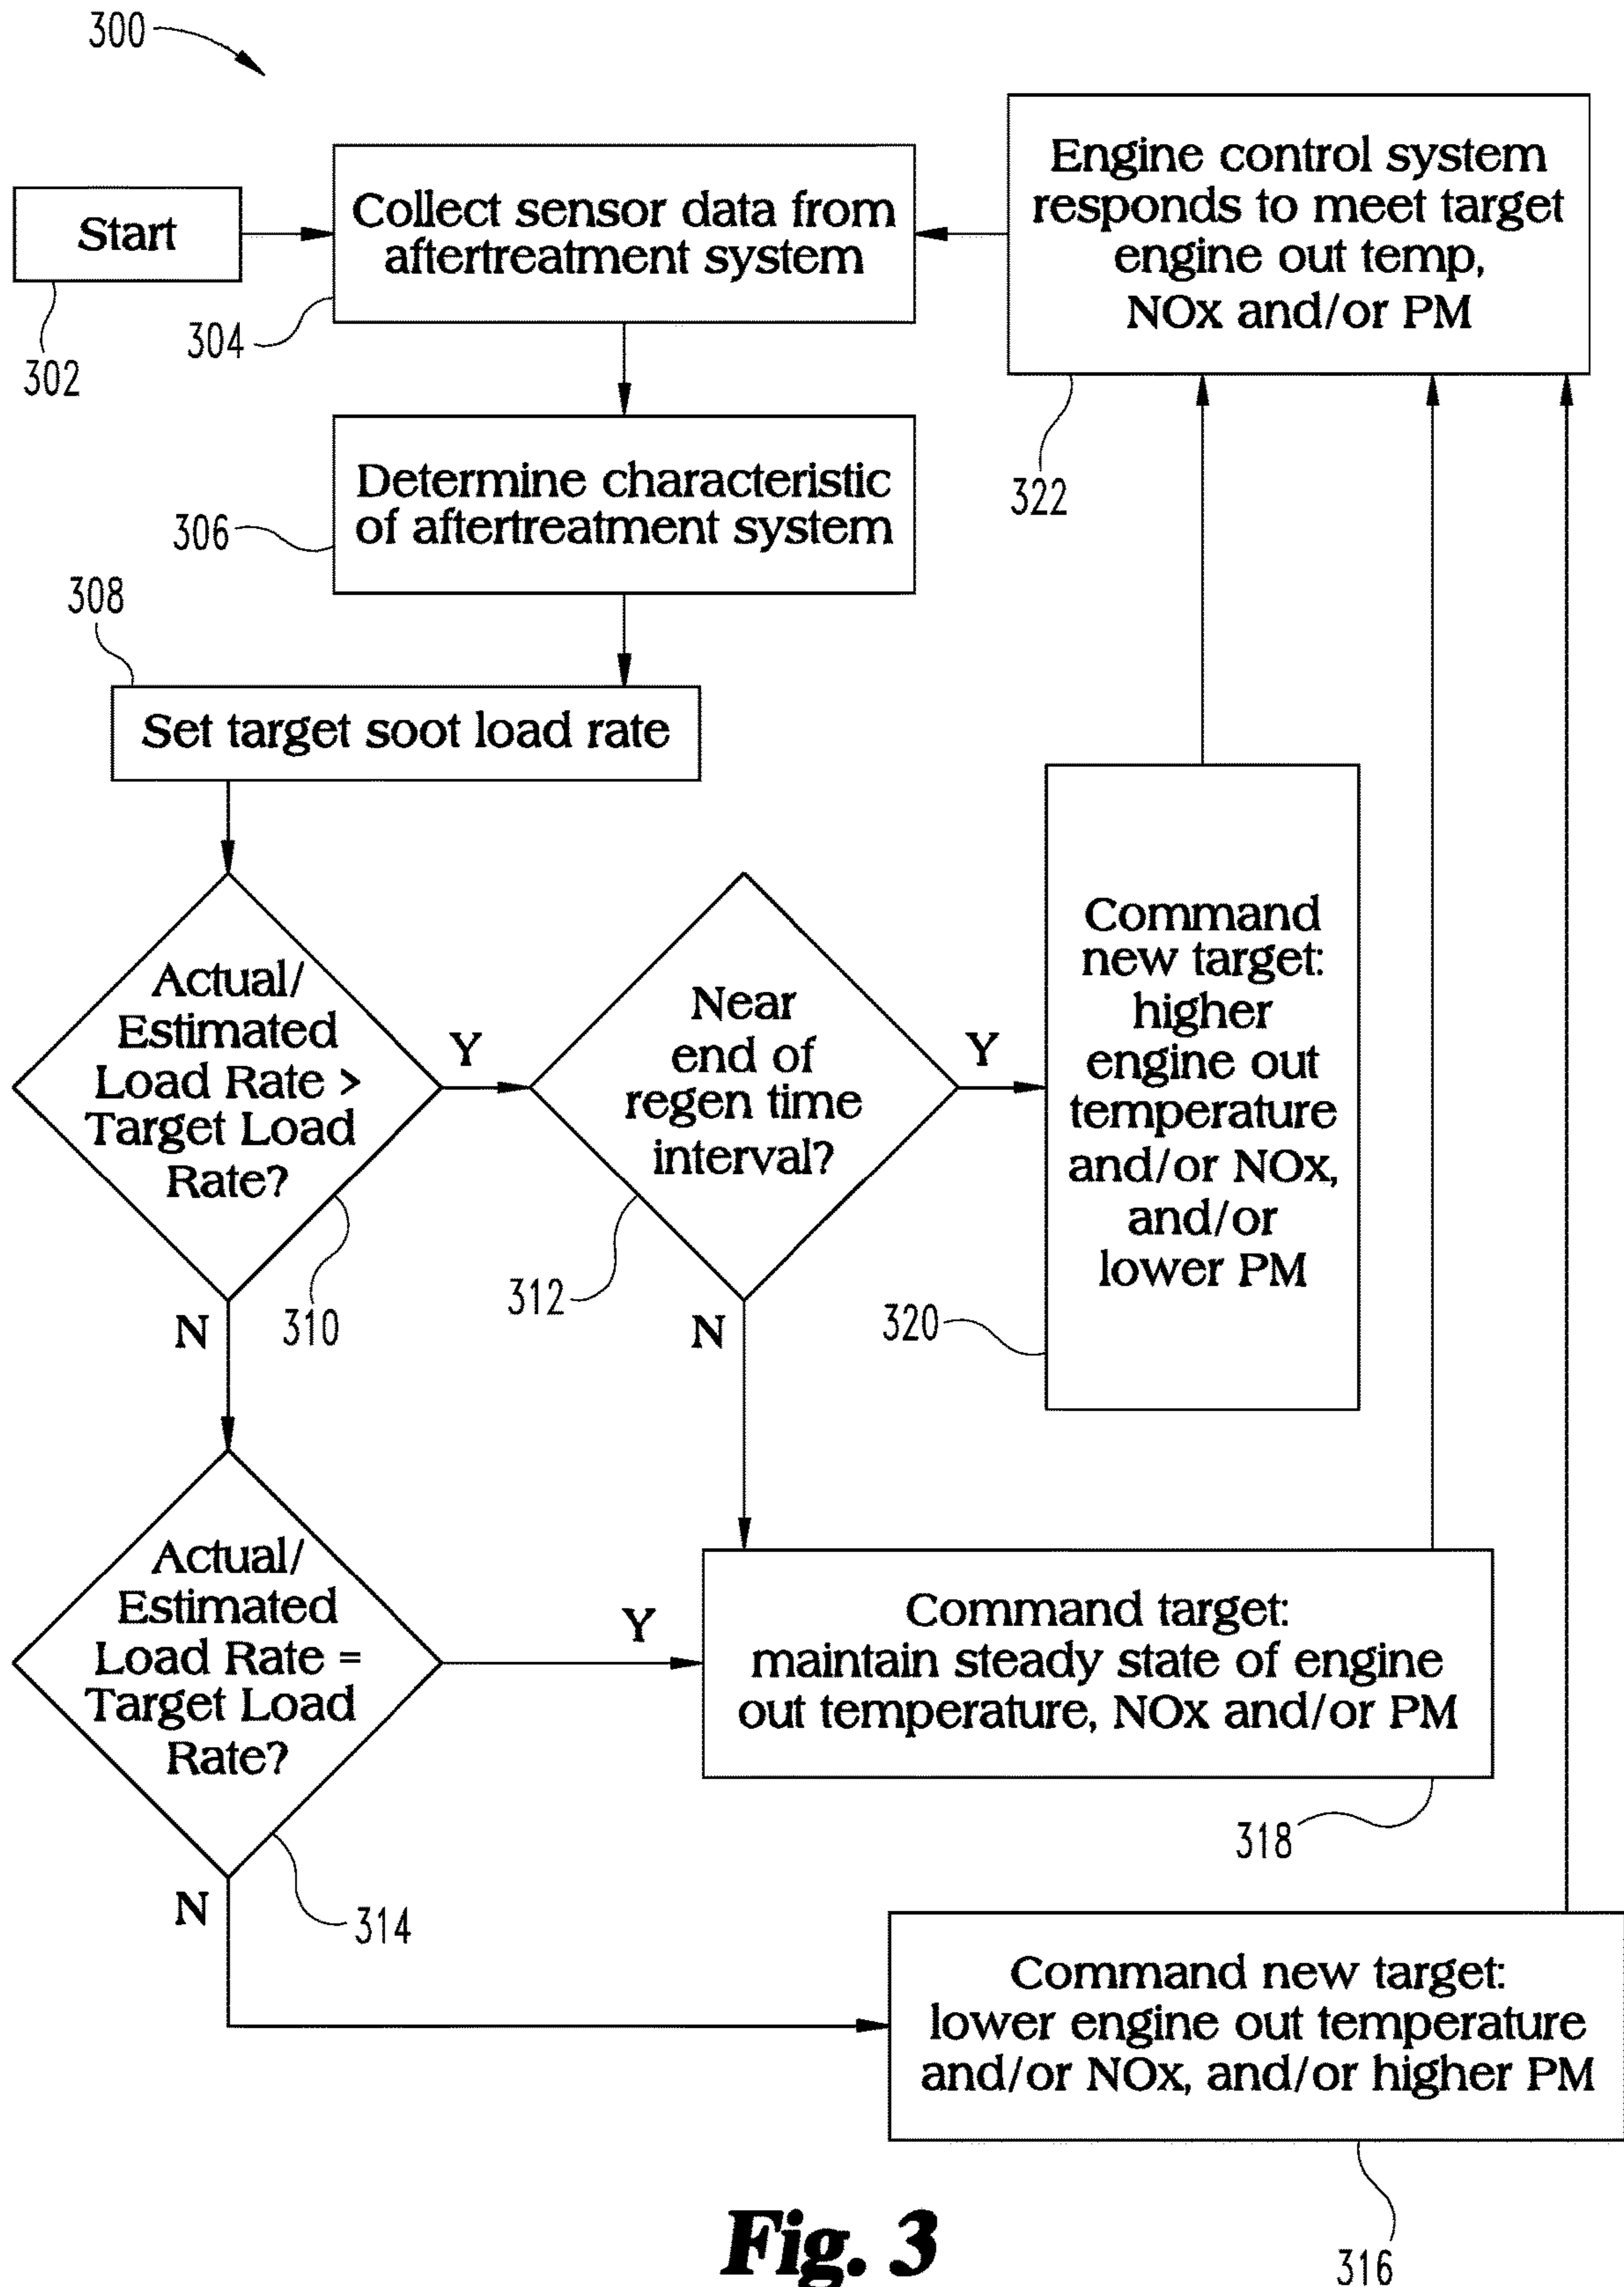 300
Start
302
Collect sensor data from
aftertreatment system
304
Engine control system
responds to meet target
engine out temp,
NOx and/or PM
322
Determine characteristic
of aftertreatment system
306
308
Set target soot load rate
Actual/
Estimated
Load Rate >
Target Load
Rate?
310
Y
N
Near
end of
regen time
interval?
312
Y
N
Command
new target:
higher
engine out
temperature
and/or NOx,
and/or
lower PM
320
Actual/
Estimated
Load Rate =
Target Load
Rate?
314
Y
N
Command target:
maintain steady state of engine
out temperature, NOx and/or PM
318
Command new target:
lower engine out temperature
and/or NOx, and/or higher PM
316
Fig. 3